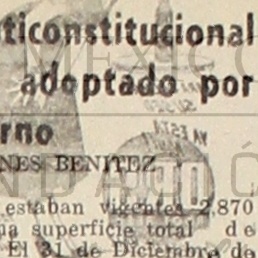 ticonstitucional
adoptado por
rno
NES BENITEZ
estaban vigentes 2,870
a superficie total de
El 31 de Diciembre de